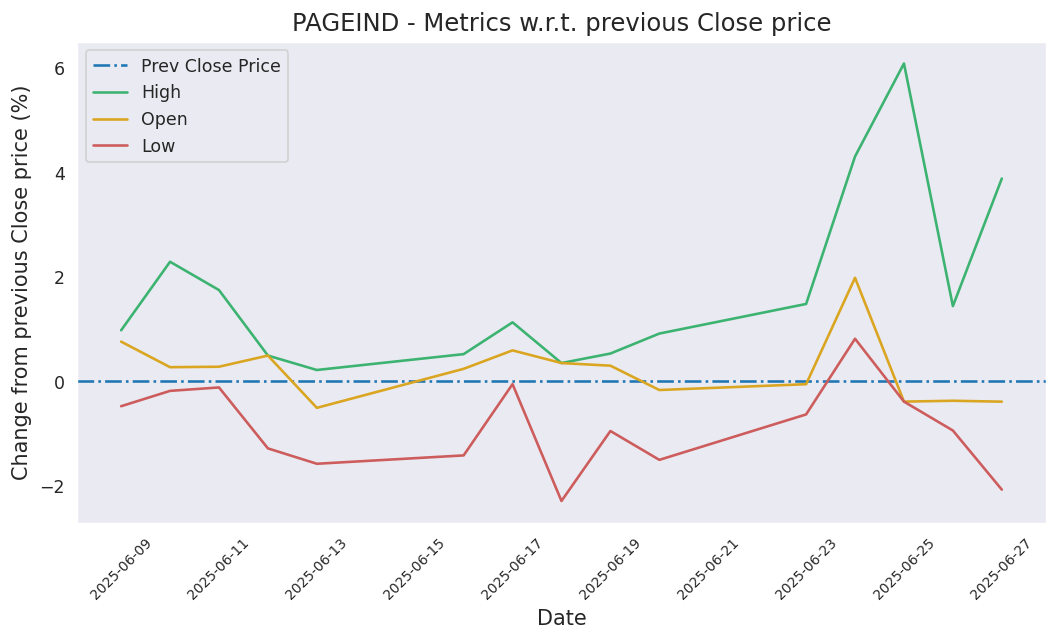 PAGEIND - Metrics w.r.t. previous Close price
Change from previous Close price (%)
6
4
2
0
−2
Prev Close Price
High
Open
Low
2025-06-09
2025-06-11
2025-06-13
2025-06-15
2025-06-17
2025-06-19
2025-06-21
2025-06-23
2025-06-25
2025-06-27
Date